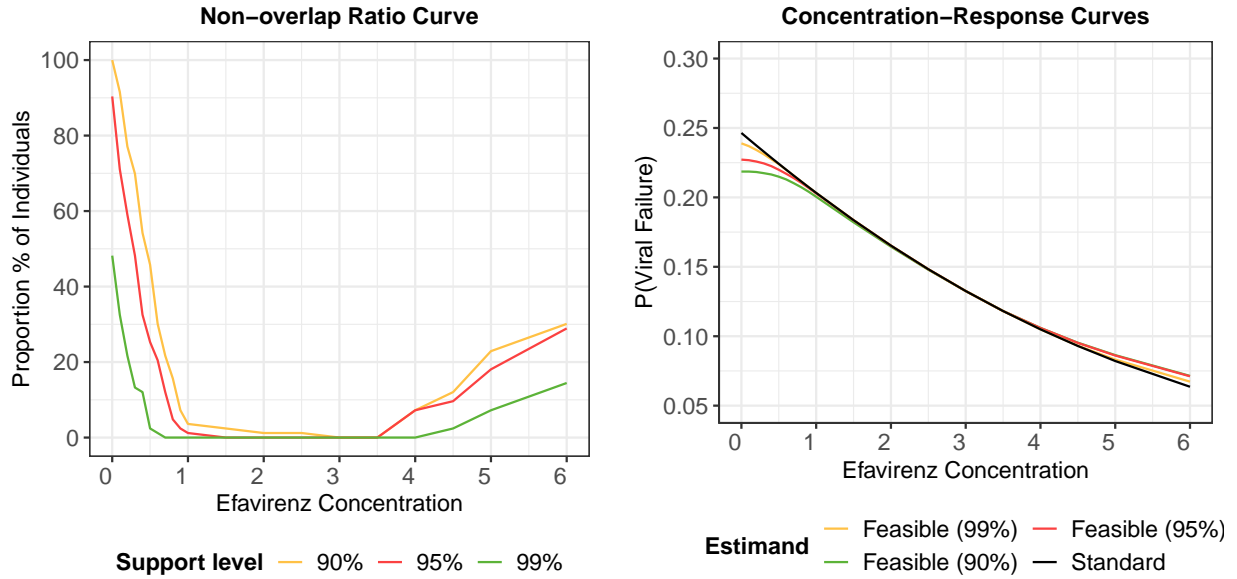 Non−overlap Ratio Curve
Proportion % of Individuals
100
80
60
40
20
0
0 1 2 3 4 5 6
Efavirenz Concentration
Support level 90% 95% 99%
Concentration−Response Curves
P(Viral Failure)
0.30
0.25
0.20
0.15
0.10
0.05
0 1 2 3 4 5 6
Efavirenz Concentration
Estimand
Feasible (99%) Feasible (95%)
Feasible (90%) Standard